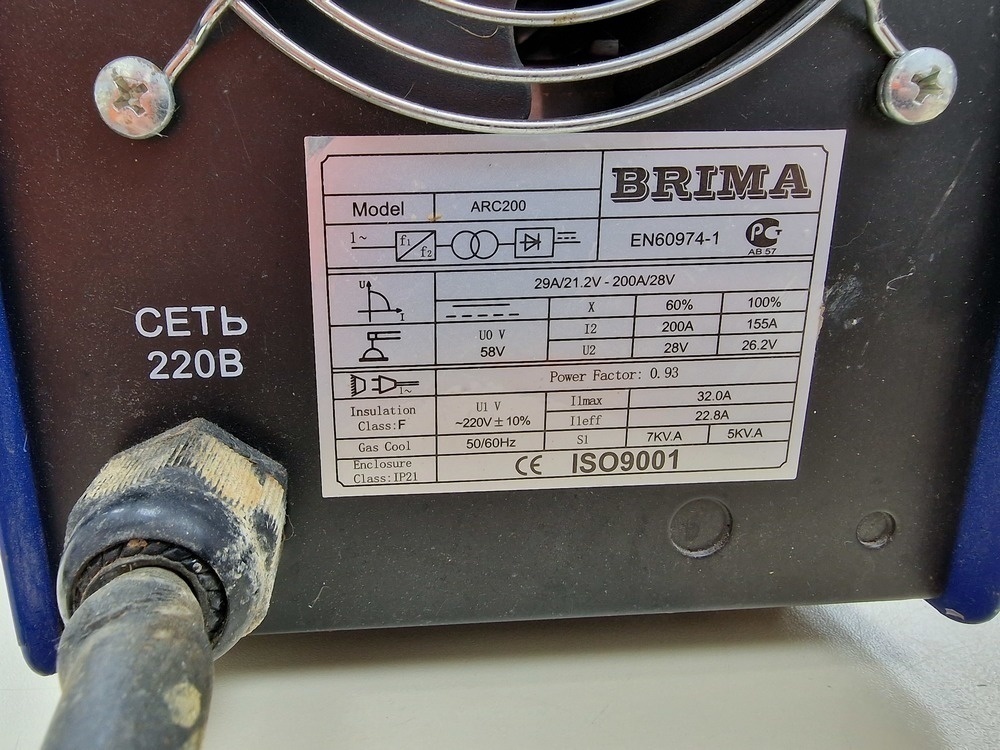 BRIMA
Model ARC200
1~ f1 f2
EN60974-1 PCT
АВ 57
29A/21.2V - 200A/28V
U I
X 60% 100%
U0 V
58V
I2 200A 155A
U2 28V 26.2V
1~
Power Factor: 0.93
Insulation
Class:F
U1 V
~220V ± 10%
I1max 32.0A
I1eff 22.8A
Gas Cool 50/60Hz S1 7KV.A 5KV.A
Enclosure
Class:IP21
CE ISO9001
СЕТЬ
220В